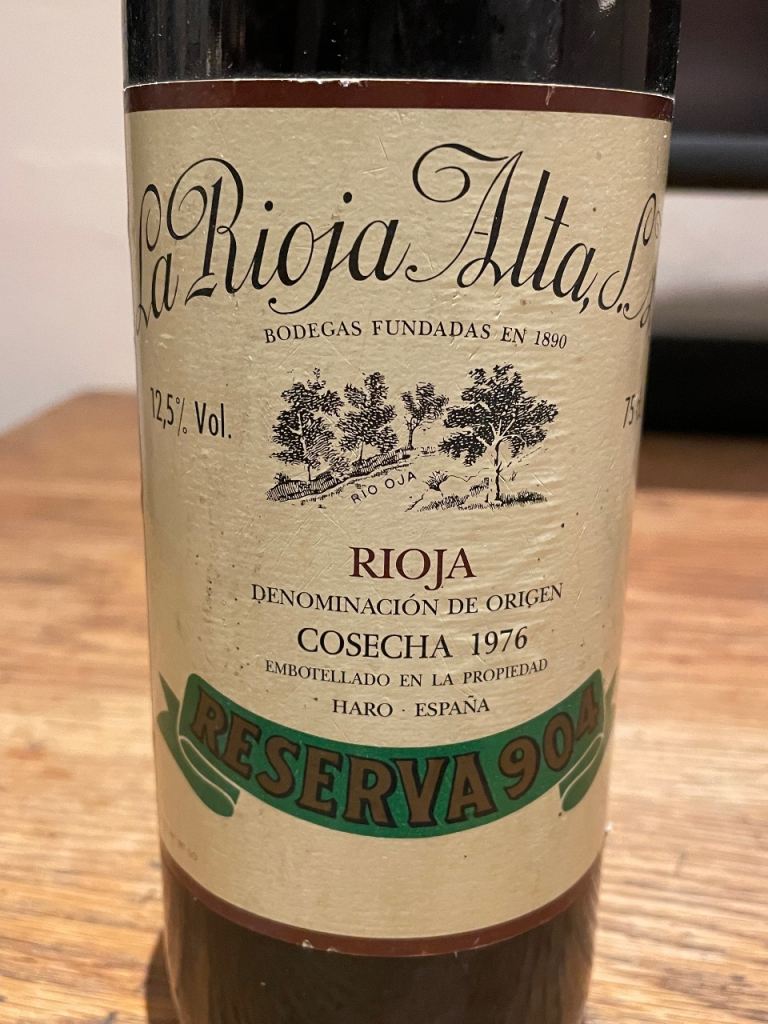 La Rioja Alta, S.
BODEGAS FUNDADAS EN 1890
12,5% Vol.
75
RIO OJA
RIOJA
DENOMINACIÓN DE ORIGEN
COSECHA 1976
EMBOTELLADO EN LA PROPIEDAD
HARO · ESPAÑA
RESERVA 904